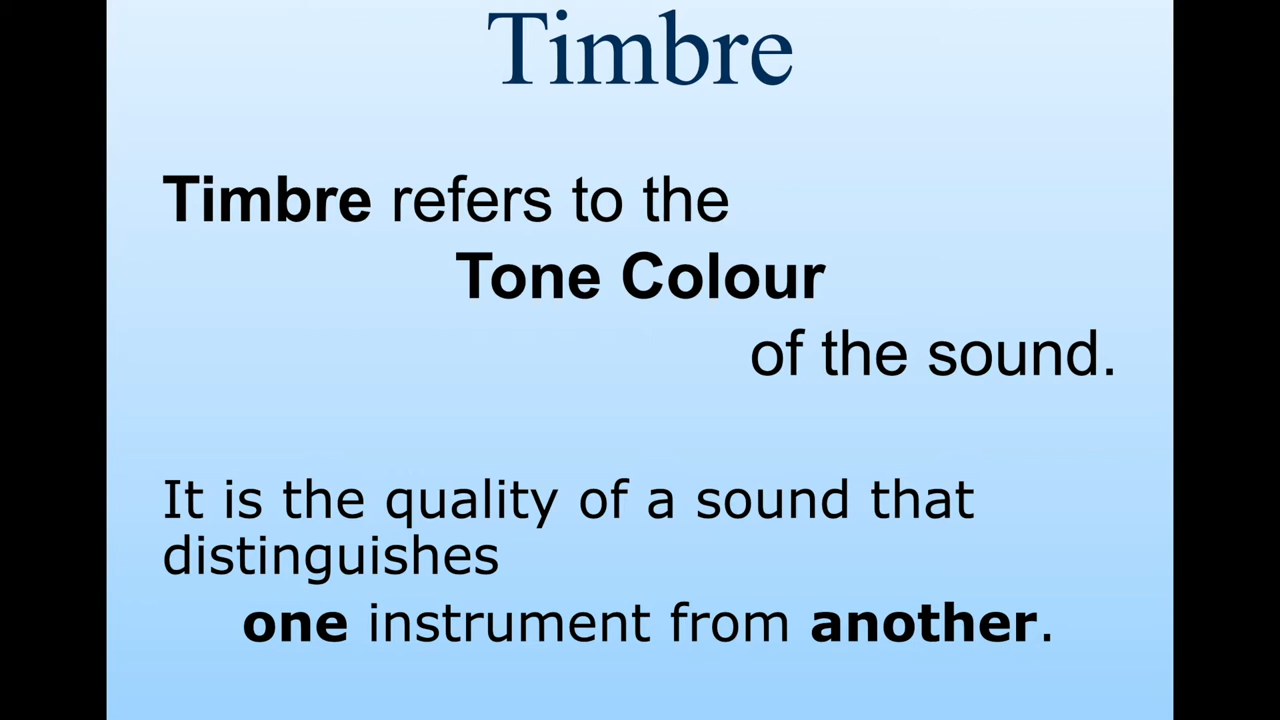 Timbre
Timbre refers to the
Tone Colour
of the sound.
It is the quality of a sound that
distinguishes
one instrument from another.